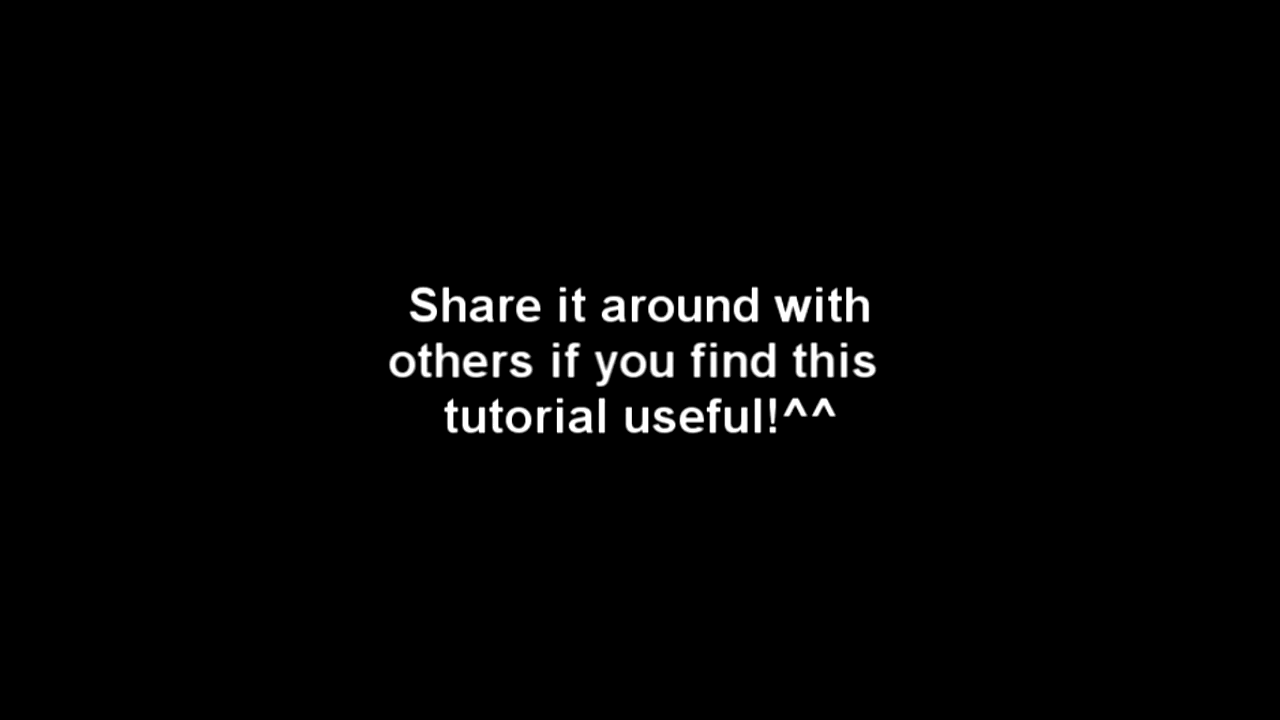 Share it around with
others if you find this
tutorial useful!^^